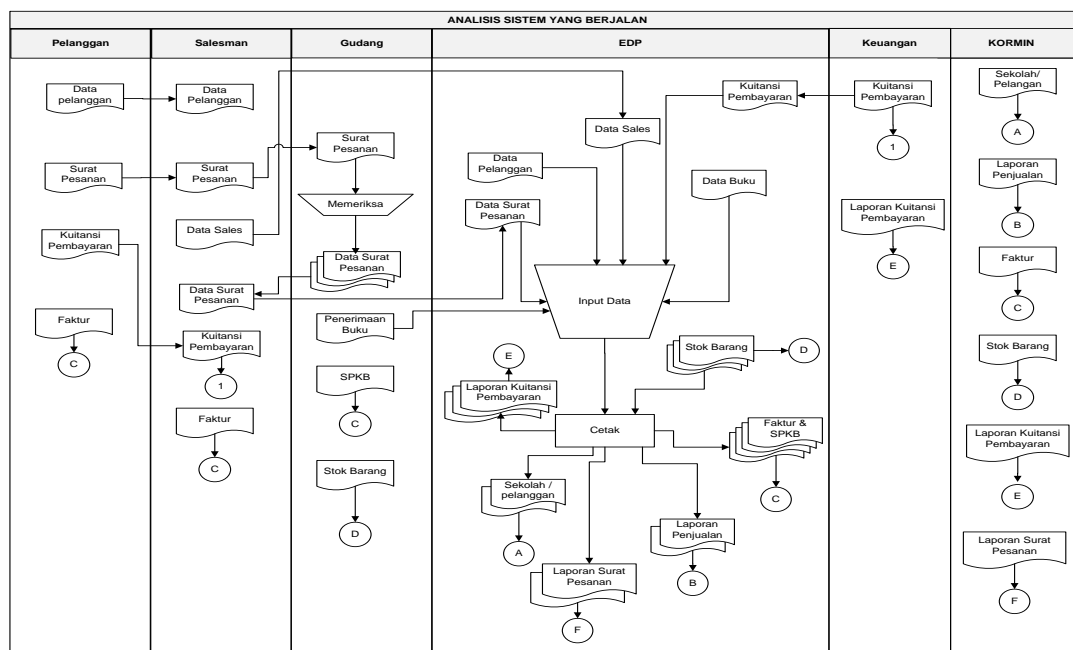 ANALISIS SISTEM YANG BERJALAN
Pelanggan
Salesman
Gudang
EDP
Keuangan
KORMIN
Data
pelanggan
Surat
Pesanan
Kuitansi
Pembayaran
Faktur
C
Data
Pelanggan
Surat
Pesanan
Data Sales
Data Surat
Pesanan
Kuitansi
Pembayaran
1
Faktur
C
Surat
Pesanan
Memeriksa
Data Surat
Pesanan
Penerimaan
Buku
SPKB
C
Stok Barang
D
Kuitansi
Pembayaran
Data Sales
Data
Pelanggan
Data Buku
Data Surat
Pesanan
Input Data
Stok Barang
D
E
Laporan Kuitansi
Pembayaran
Cetak
Faktur &
SPKB
C
Sekolah /
pelanggan
A
Laporan
Penjualan
B
Laporan Surat
Pesanan
F
Kuitansi
Pembayaran
1
Laporan Kuitansi
Pembayaran
E
Sekolah/
Pelangan
A
Laporan
Penjualan
B
Faktur
C
Stok Barang
D
Laporan Kuitansi
Pembayaran
E
Laporan Surat
Pesanan
F